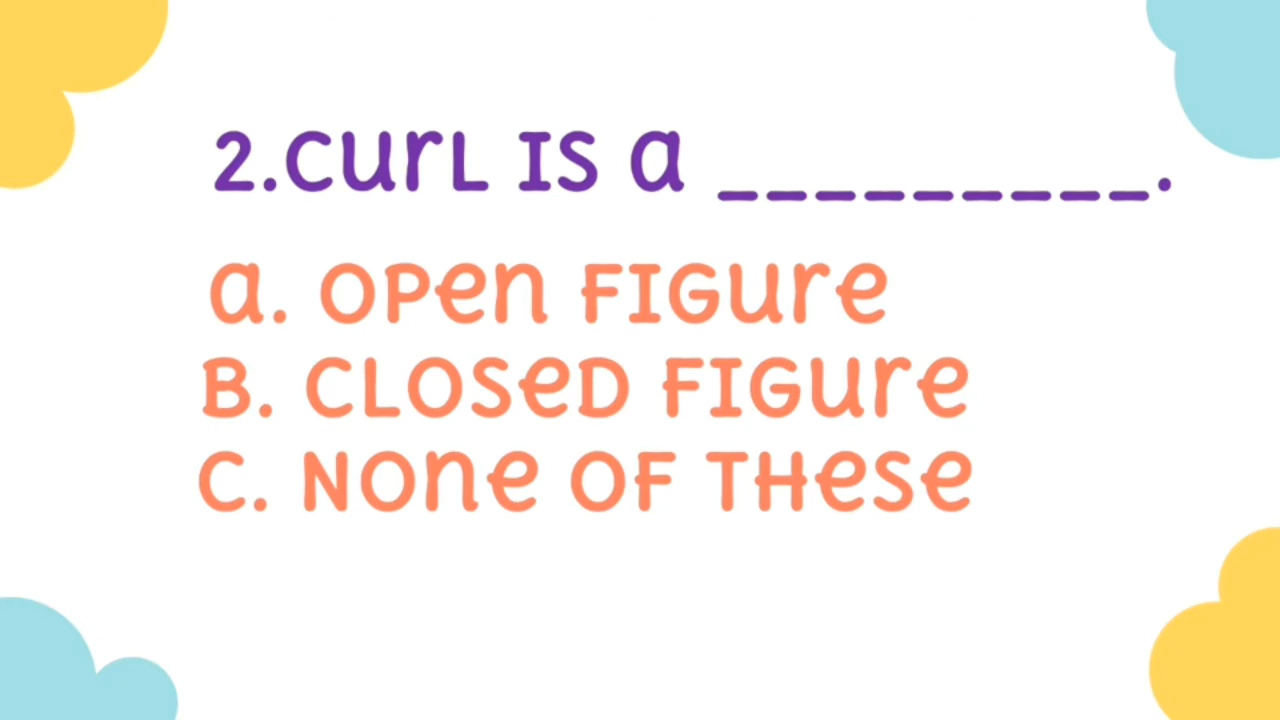 2.Curl is a _________.
a. Open Figure
B. Closed Figure
C. None of these